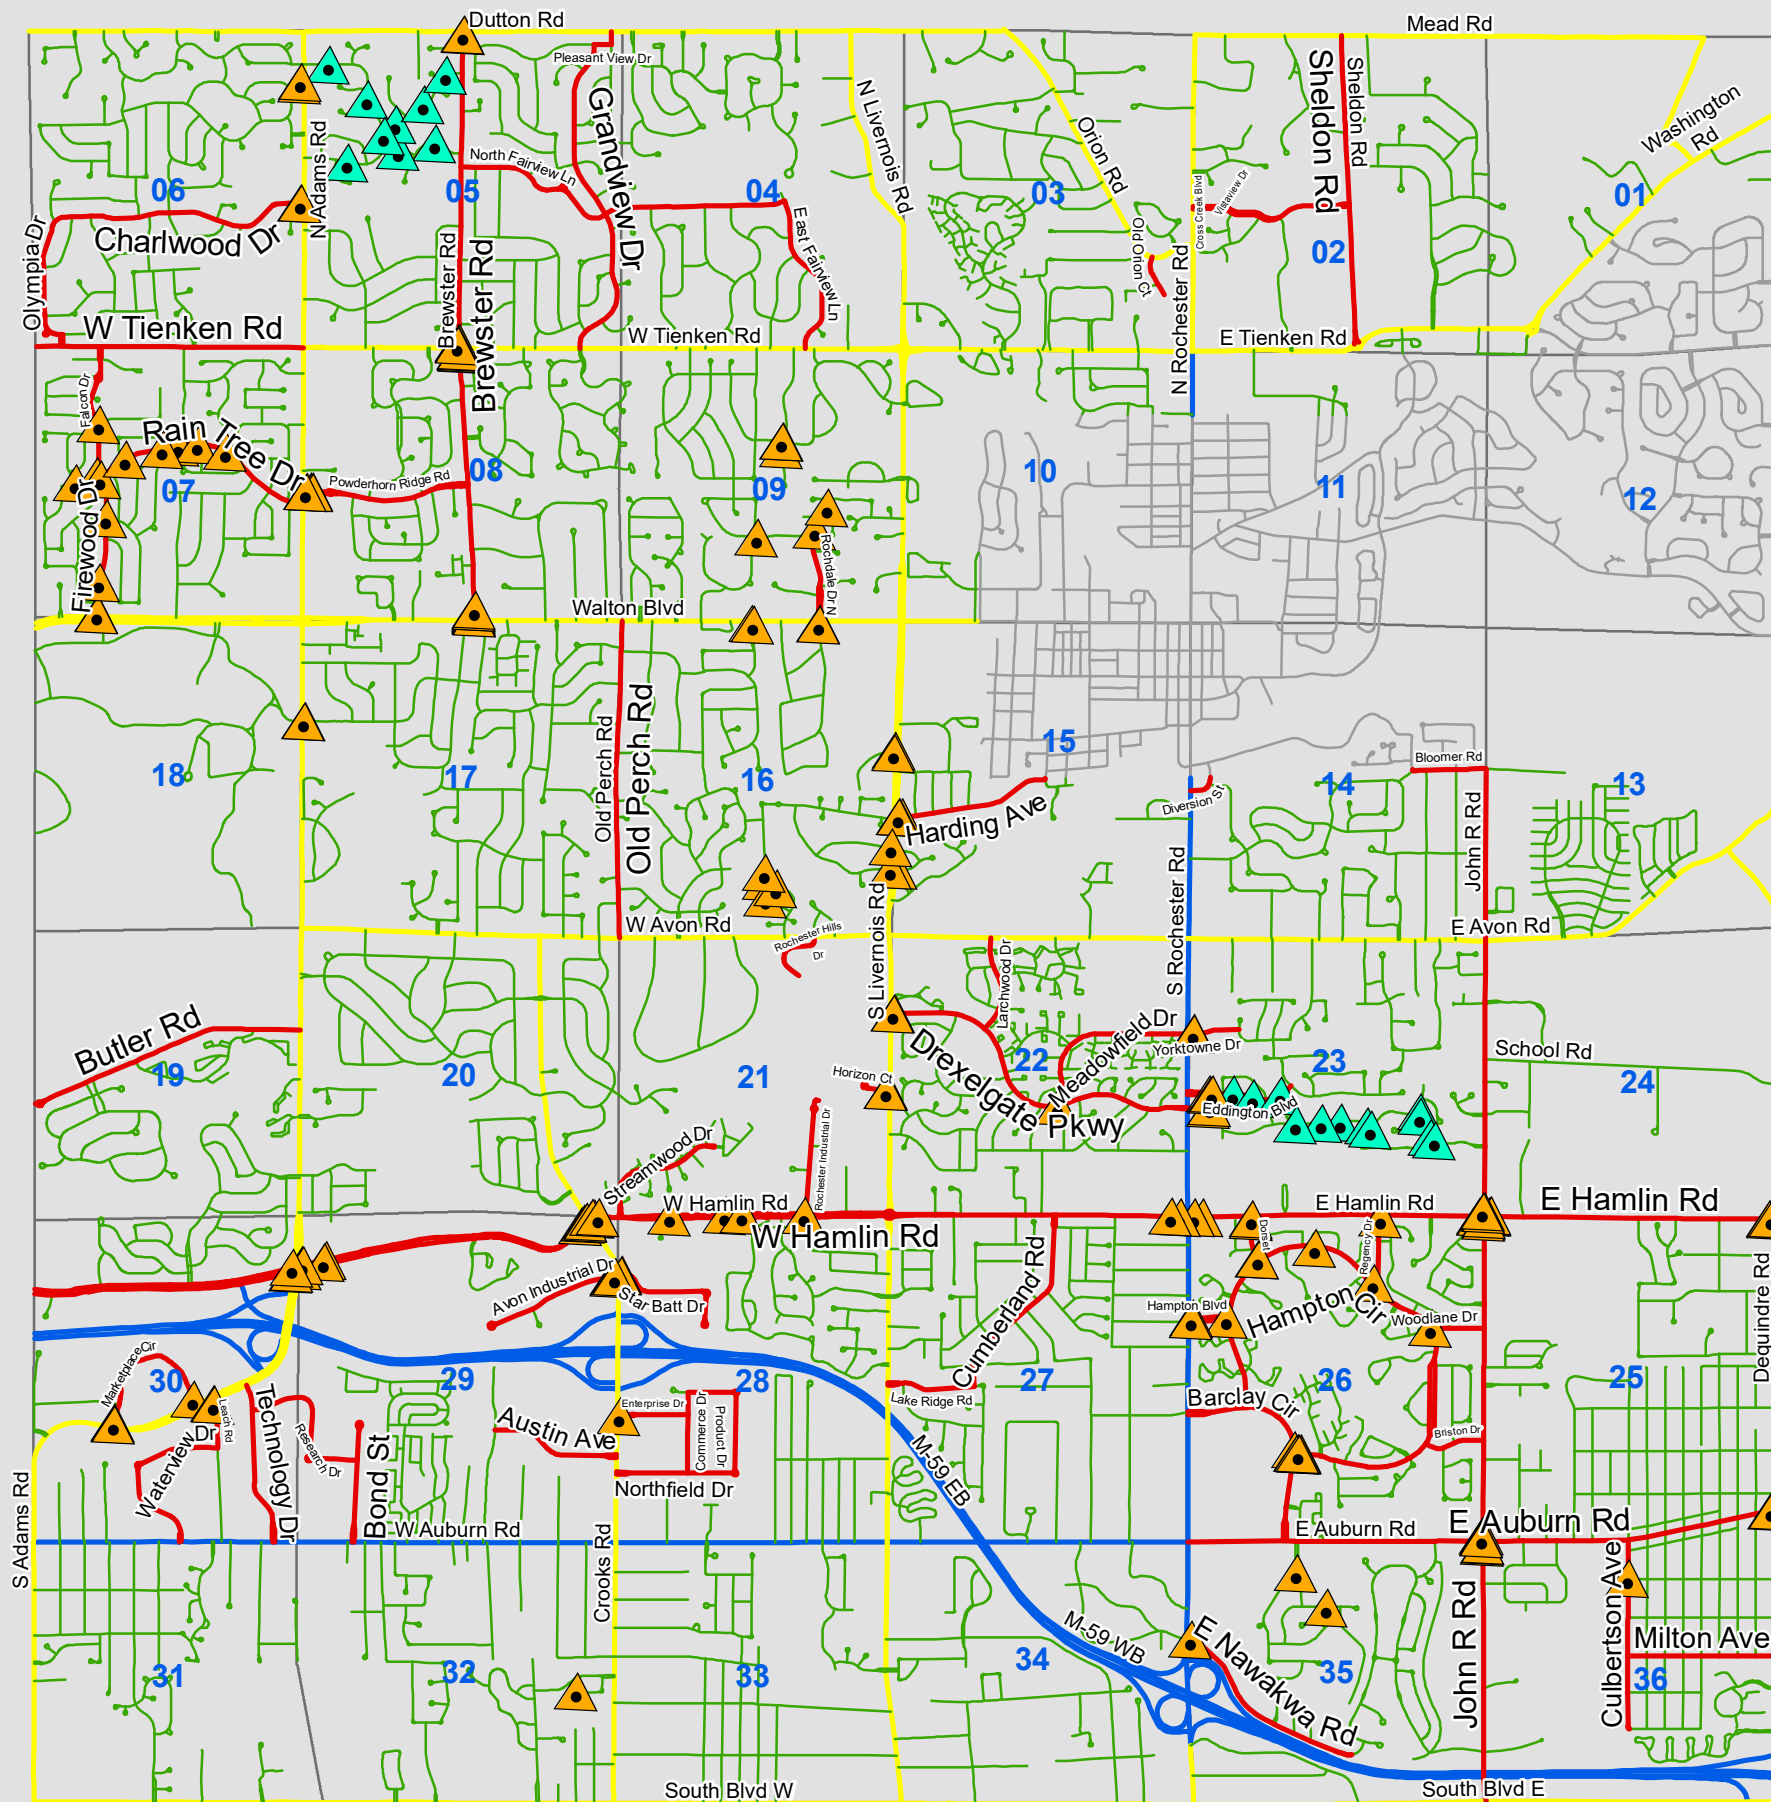 Dutton Rd
Mead Rd
Pleasant View Dr
Grandview Dr
N Livernois Rd
Orion Rd
Sheldon Rd
Sheldon Rd
Washington
Rd
N Adams Rd
North Fairview Ln
06
05
04
03
01
Cross Creek Blvd
Vistaview Dr
02
Olympia Dr
Charlwood Dr
Brewster Rd
Brewster Rd
East Fairview Ln
Old Orion Ct
N Rochester Rd
W Tienken Rd
W Tienken Rd
E Tienken Rd
Falcon Dr
Rain Tree Dr
Powderhorn Ridge Rd
07
08
09
10
11
12
Firewood Dr
Rochdale Dr N
Walton Blvd
Old Perch Rd
Old Perch Rd
18
17
16
15
14
13
Bloomer Rd
Diversion St
Harding Ave
John R Rd
S Rochester Rd
S Livernois Rd
W Avon Rd
E Avon Rd
Rochester Hills
Dr
Larchwood Dr
Butler Rd
Drexelgate
Pkwy
Meadowfield Dr
Yorktowne Dr
School Rd
19
20
21
22
23
24
Horizon Ct
Eddington Blvd
Rochester Industrial Dr
Streamwood Dr
W Hamlin Rd
W Hamlin Rd
E Hamlin Rd
E Hamlin Rd
Dorset
Regency Dr
Dequindre Rd
Avon Industrial Dr
Star Batt Dr
Cumberland Rd
Hampton Blvd
Hampton Cir
Woodlane Dr
Marketplace Cir
30
29
28
27
26
25
Leach Rd
Technology Dr
Research Dr
Waterview Dr
Bond St
Austin Ave
Enterprise Dr
Commerce Dr
Product Dr
Northfield Dr
Lake Ridge Rd
Barclay Cir
Briston Dr
M-59 EB
S Adams Rd
W Auburn Rd
E Auburn Rd
E Auburn Rd
Crooks Rd
Culbertson Ave
M-59 WB
E Nawakwa Rd
John R Rd
Milton Ave
31
32
33
34
35
36
South Blvd W
South Blvd E